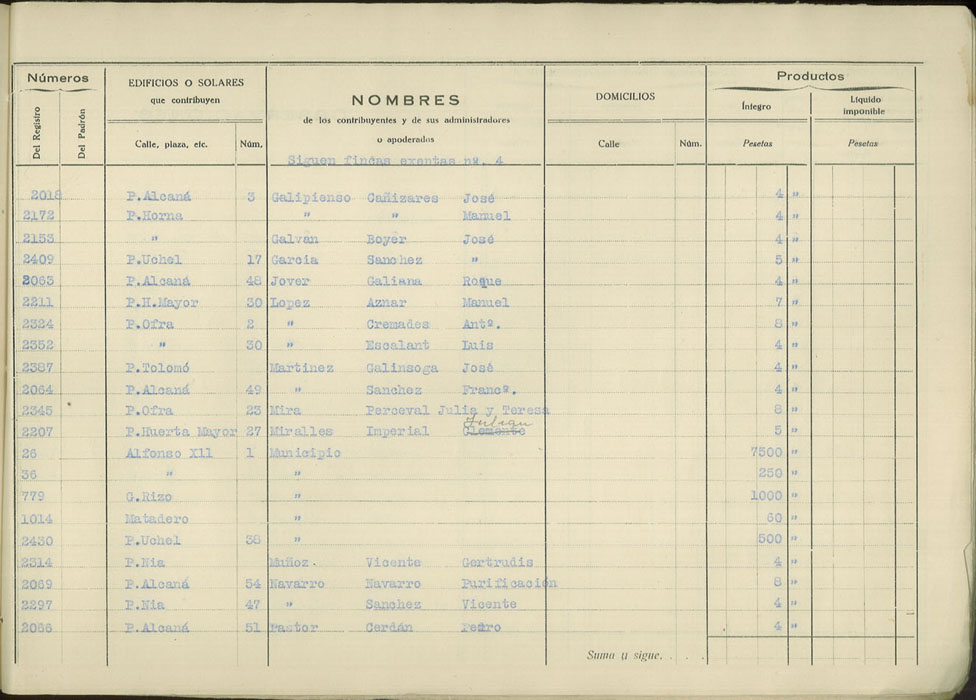 Números EDIFICIOS O SOLARES que contribuyen NOMBRES de los contribuyentes y de sus administradores o apoderados DOMICILIOS Productos
Del Registro Del Padrón Calle, plaza, etc. Núm. Calle Núm. Íntegro Pesetas Líquido imponible Pesetas
Siguen fincas exentas nº. 4
2018 P.Alcaná 3 Galipienso Cañizares José 4 "
2172 P.Horna " " Manuel 4 "
2153 " Galvan Boyer José 4 "
2409 P.Uchel 17 Garcia Sanchez " 5 "
2063 P.Alcaná 48 Jover Galiana Roque 4 "
2211 P.H.Mayor 30 Lopez Aznar Manuel 7 "
2324 P.Ofra 2 " Cremades Antº. 8 "
2352 " 30 " Escalant Luis 4 "
2387 P.Tolomó Martinez Galinsoga José 4 "
2064 P.Alcaná 49 " Sanchez Francº. 4 "
2345 P.Ofra 23 Mira Perceval Julia y Teresa 8 "
2207 P.Huerta Mayor 27 Miralles Imperial Clemente Julian 5 "
26 Alfonso XII 1 Municipio 7500 "
36 " " 250 "
779 G.Rizo " 1000 "
1014 Matadero " 60 "
2430 P.Uchel 38 " 500 "
2314 P.Nia Muñoz. Vicente Gertrudis 4 "
2069 P.Alcaná 54 Navarro Navarro Purificación 8 "
2297 P.Nia 47 " Sanchez Vicente 4 "
2066 P.Alcaná 51 Pastor Cerdán Pedro 4 "
Suma y sigue. . . .